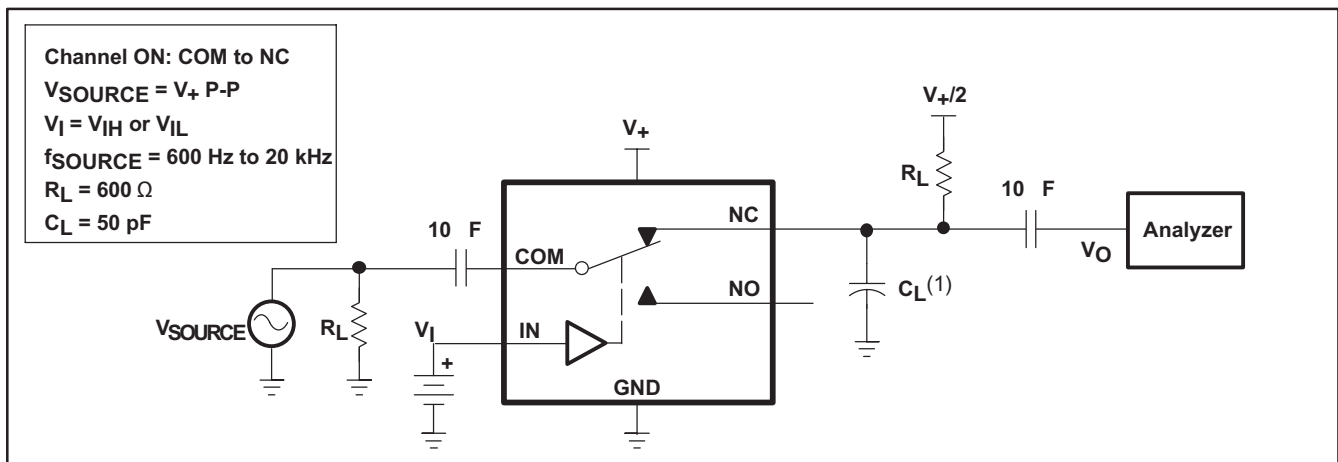 Channel ON: COM to NC
VSOURCE = V+ P-P
VI = VIH or VIL
fSOURCE = 600 Hz to 20 kHz
RL = 600 Ω
CL = 50 pF
V+/2
V+
RL
10 F
NC
10 F
Analyzer
COM
VO
NO
CL(1)
VSOURCE
RL
VI
IN
+
GND